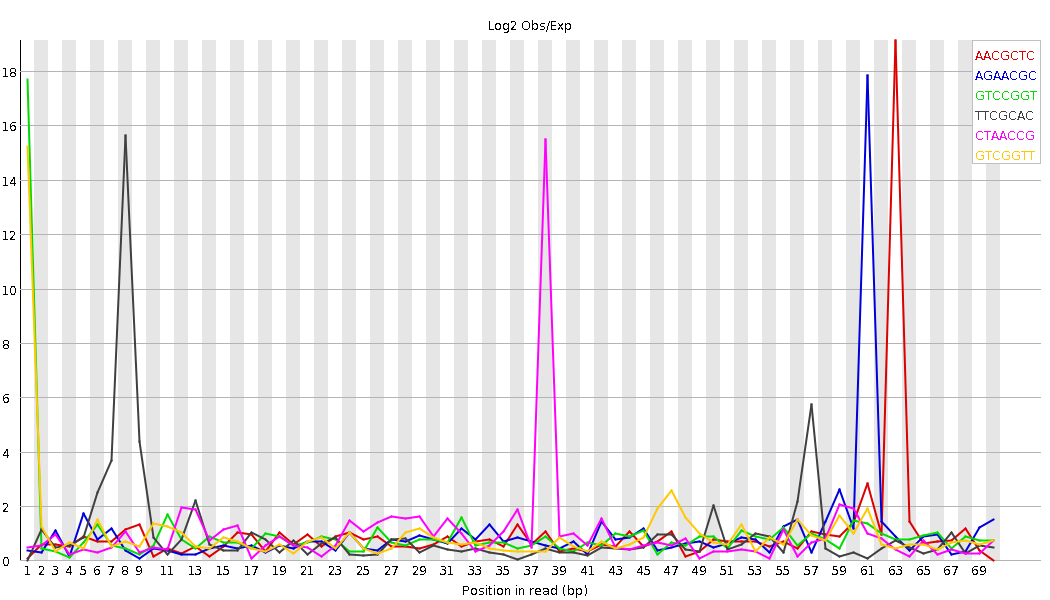 Log2 Obs/Exp
AACGCTC
AGAACGC
GTCCGGT
TTCGCAC
CTAACCG
GTCGGTT
18
16
14
12
10
8
6
4
2
0
1 2 3 4 5 6 7 8 9 11 13 15 17 19 21 23 25 27 29 31 33 35 37 39 41 43 45 47 49 51 53 55 57 59 61 63 65 67 69
Position in read (bp)